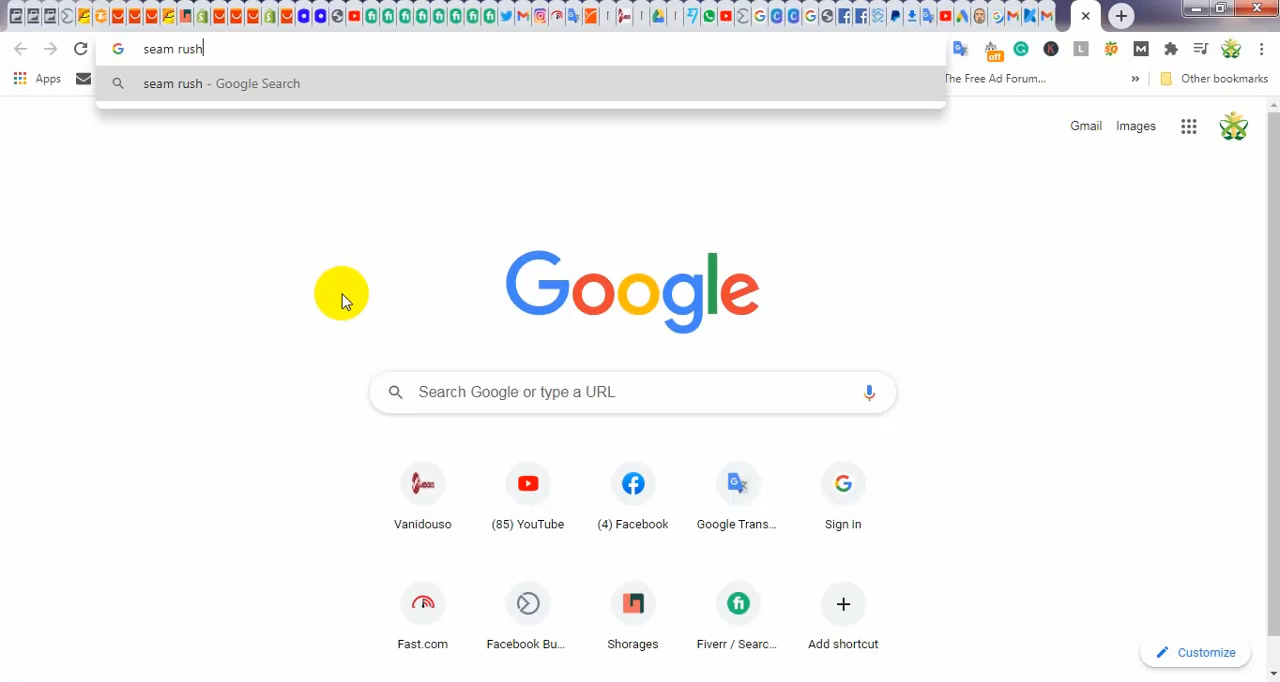 seam rush
off
Apps
seam rush - Google Search
The Free Ad Forum...
»
Other bookmarks
Gmail
Images
Google
Search Google or type a URL
Vanidouso
(85) YouTube
(4) Facebook
Google Trans...
Sign in
Fast.com
Facebook Bu...
Shorages
Fiverr / Searc...
Add shortcut
Customize